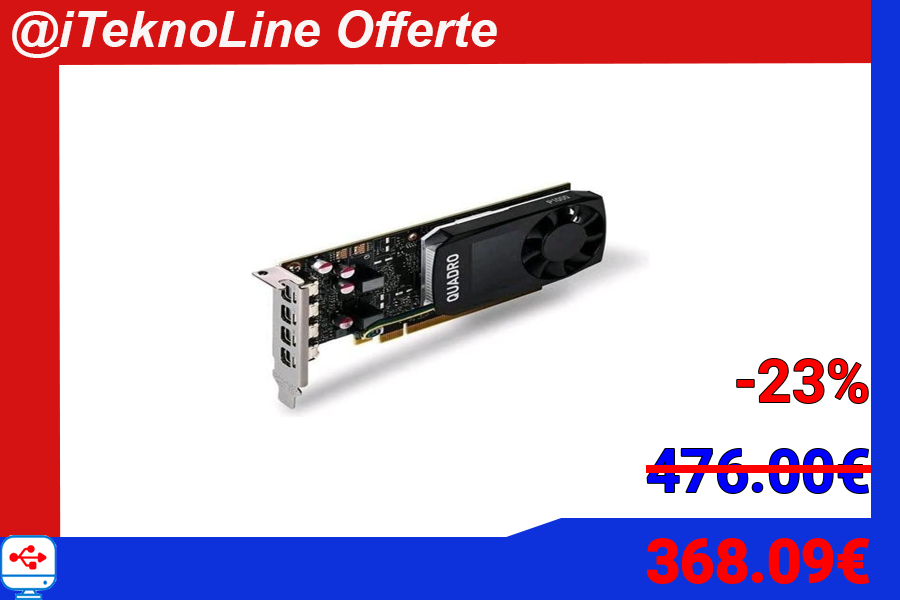 @iTeknoLine Offerte
P1000
QUADRO
-23%
476.00€
368.09€